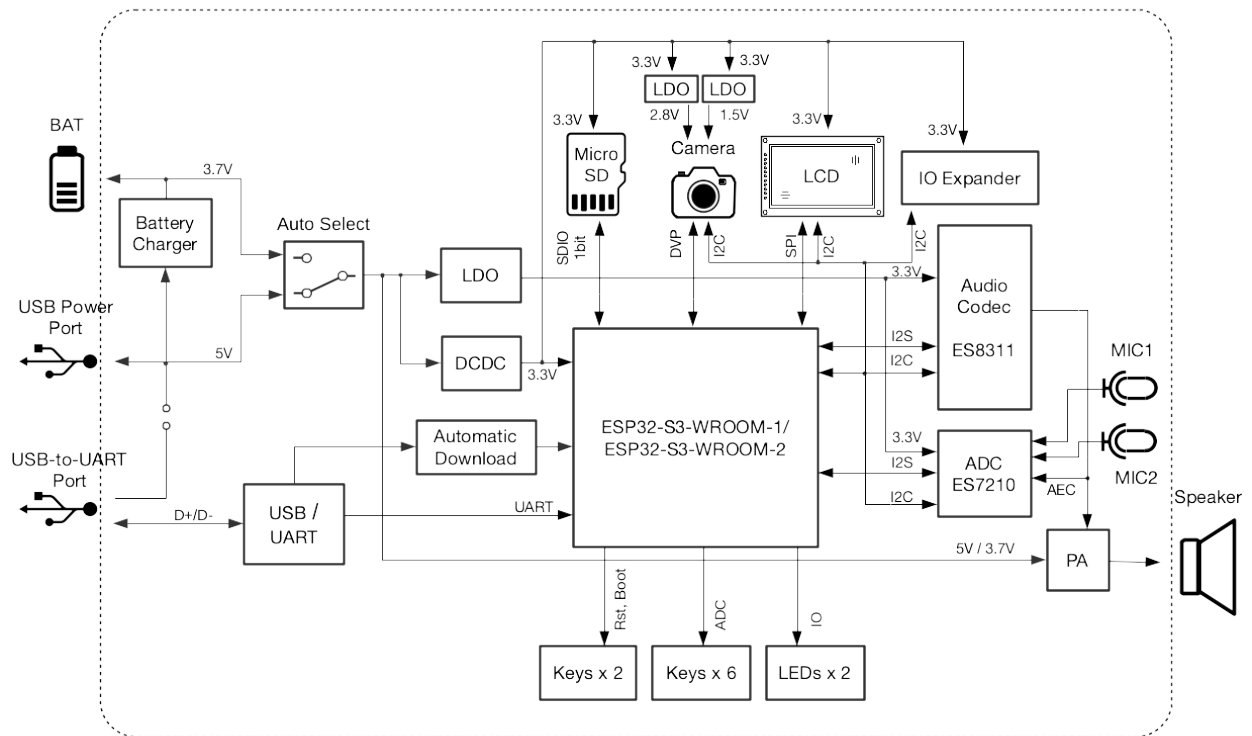 3.3V
3.3V
LDO
LDO
2.8V
1.5V
BAT
3.7V
3.3V
3.3V
3.3V
Micro
SD
Camera
LCD
IO Expander
Battery
Charger
Auto Select
SDIO
1bit
DVP
I2C
SPI
I2C
I2C
LDO
3.3V
Audio
Codec
ES8311
USB Power
Port
5V
DCDC
3.3V
I2S
I2C
MIC1
ESP32-S3-WROOM-1/
ESP32-S3-WROOM-2
Automatic
Download
3.3V
I2S
I2C
ADC
ES7210
AEC
MIC2
USB-to-UART
Port
D+/D-
USB /
UART
UART
5V / 3.7V
PA
Speaker
Rst, Boot
ADC
IO
Keys x 2
Keys x 6
LEDs x 2